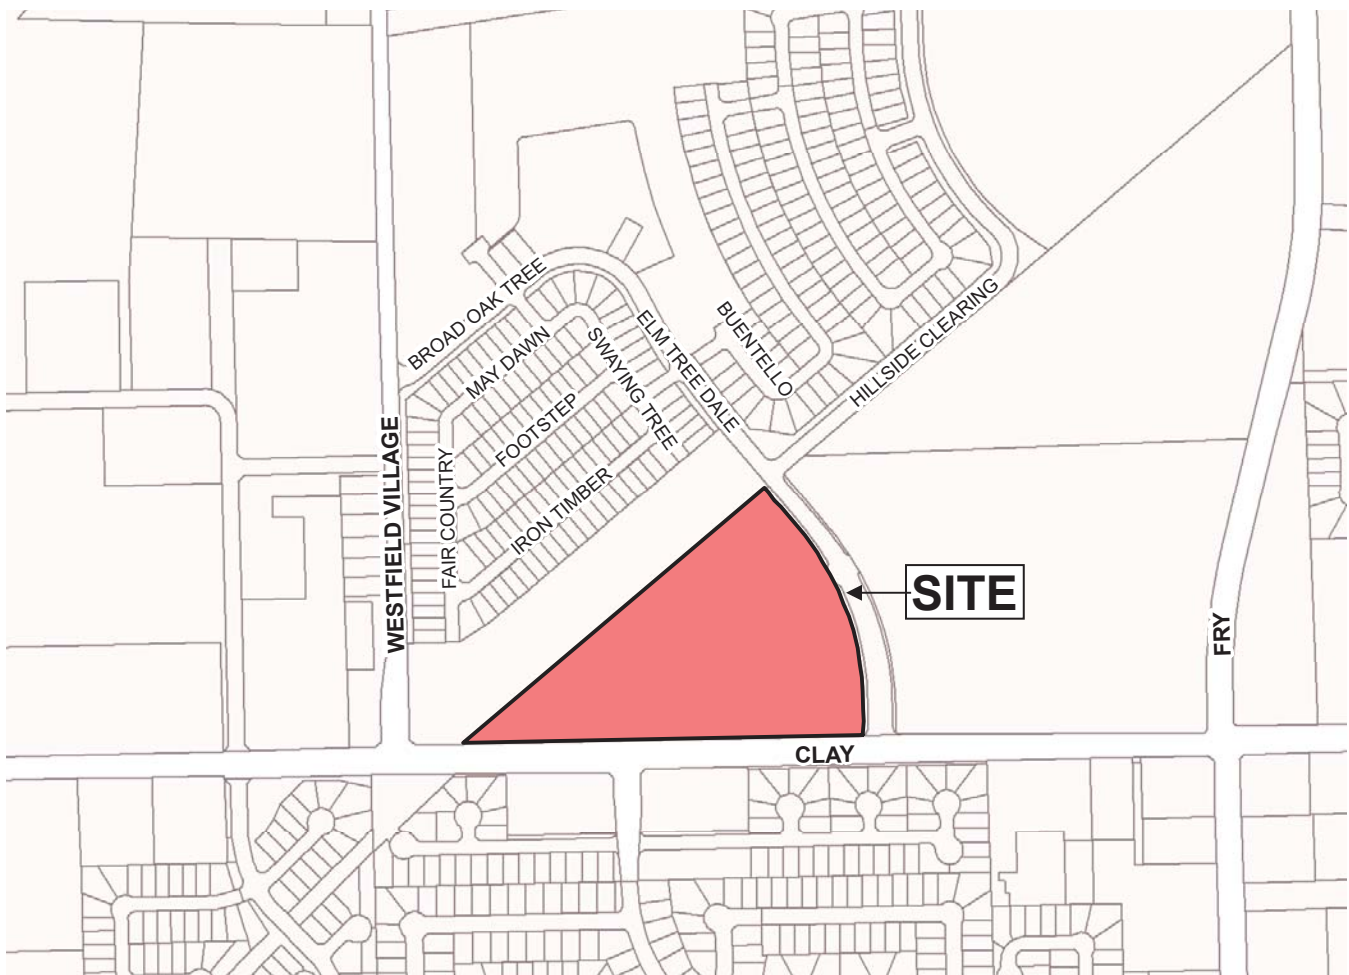 BROAD OAK TREE
MAY DAWN
SWAYING TREE
ELM TREE DALE
BUENTELLO
HILLSIDE CLEARING
FOOTSTEP
WESTFIELD VILLAGE
FAIR COUNTRY
IRON TIMBER
SITE
FRY
CLAY